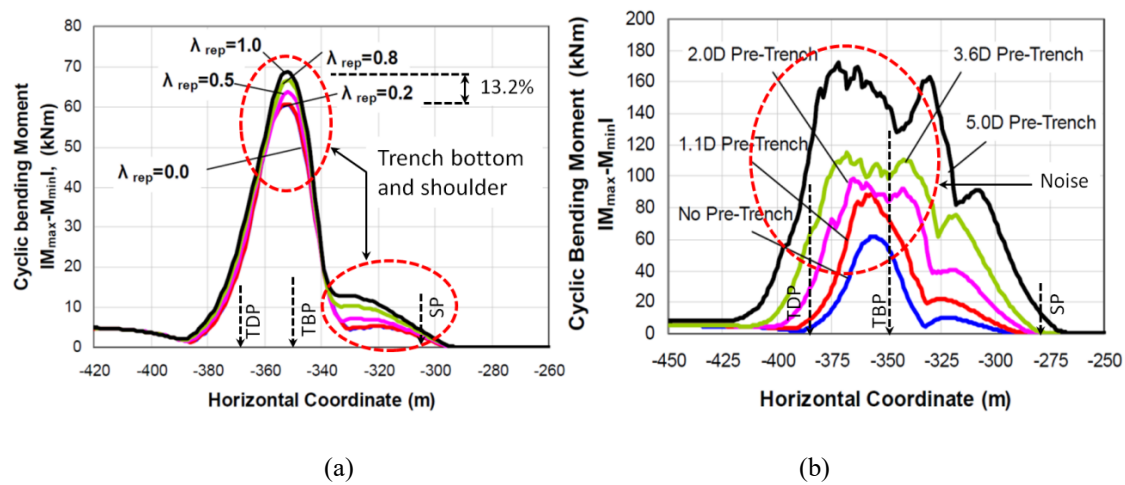 80
70
60
50
40
30
20
10
0
Cyclic bending Moment
IMmax-MminI, (kNm)
λ rep=1.0
λ rep=0.8
λ rep=0.5
λ rep=0.2
λ rep=0.0
13.2%
Trench bottom
and shoulder
TDP
TBP
SP
-420 -400 -380 -360 -340 -320 -300 -280 -260
Horizontal Coordinate (m)
(a)
200
180
160
140
120
100
80
60
40
20
0
Cyclic Bending Moment (kNm)
IMmax-MminI
2.0D Pre-Trench
3.6D Pre-Trench
1.1D Pre-Trench
5.0D Pre-Trench
No Pre-Trench
Noise
TDP
TBP
SP
-450 -425 -400 -375 -350 -325 -300 -275 -250
Horizontal Coordinate (m)
(b)